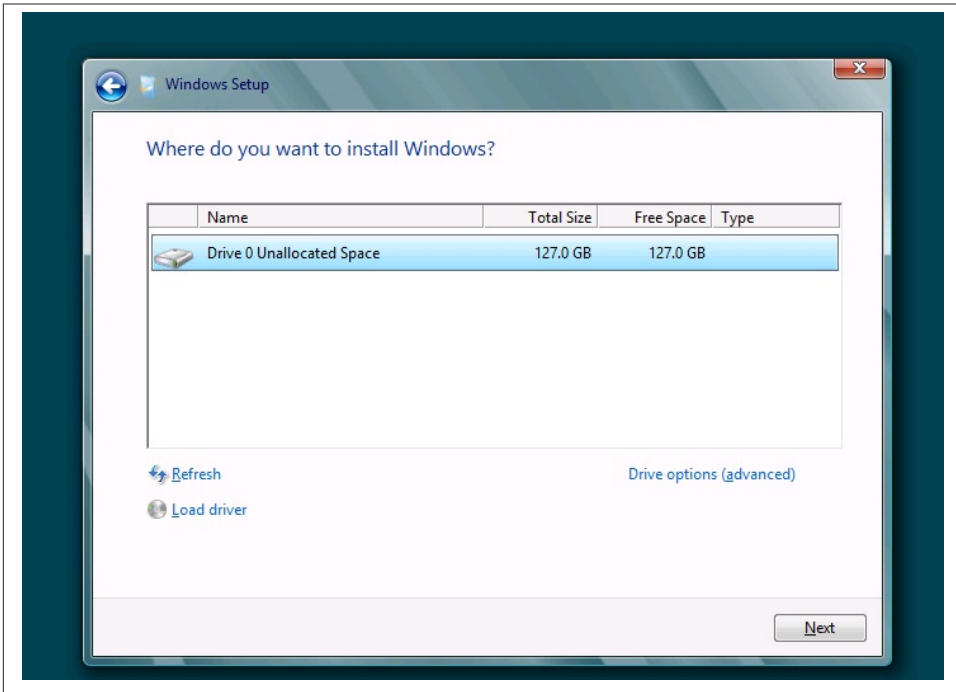 Windows Setup
Where do you want to install Windows?
Name Total Size Free Space Type
Drive 0 Unallocated Space 127.0 GB 127.0 GB
Refresh Drive options (advanced)
Load driver
Next